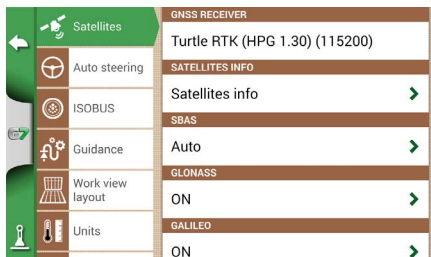 Satellites
Auto steering
ISOBUS
Guidance
Work view
layout
Units
GNSS RECEIVER
Turtle RTK (HPG 1.30) (115200)
SATELLITES INFO
Satellites info
SBAS
Auto
GLONASS
ON
GALILEO
ON